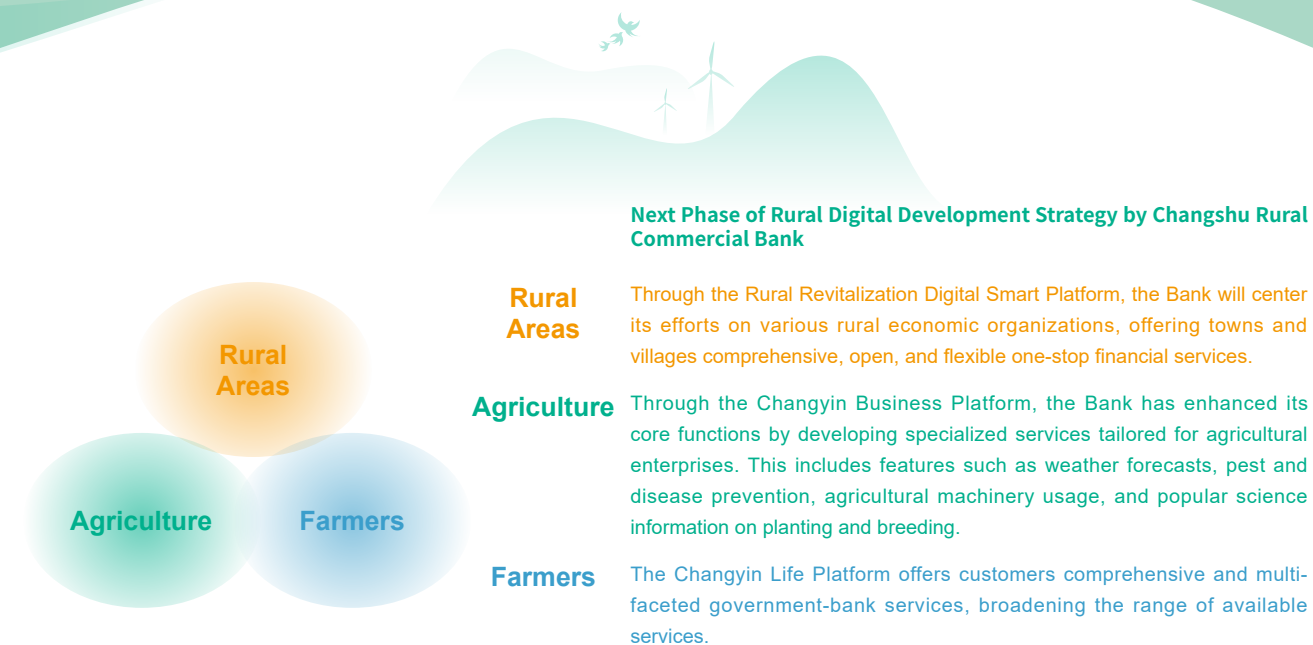 Next Phase of Rural Digital Development Strategy by Changshu Rural
Commercial Bank
Rural
Areas
Agriculture
Farmers
Rural
Areas
Through the Rural Revitalization Digital Smart Platform, the Bank will center
its efforts on various rural economic organizations, offering towns and
villages comprehensive, open, and flexible one-stop financial services.
Agriculture
Through the Changyin Business Platform, the Bank has enhanced its
core functions by developing specialized services tailored for agricultural
enterprises. This includes features such as weather forecasts, pest and
disease prevention, agricultural machinery usage, and popular science
information on planting and breeding.
Farmers
The Changyin Life Platform offers customers comprehensive and multi-
faceted government-bank services, broadening the range of available
services.